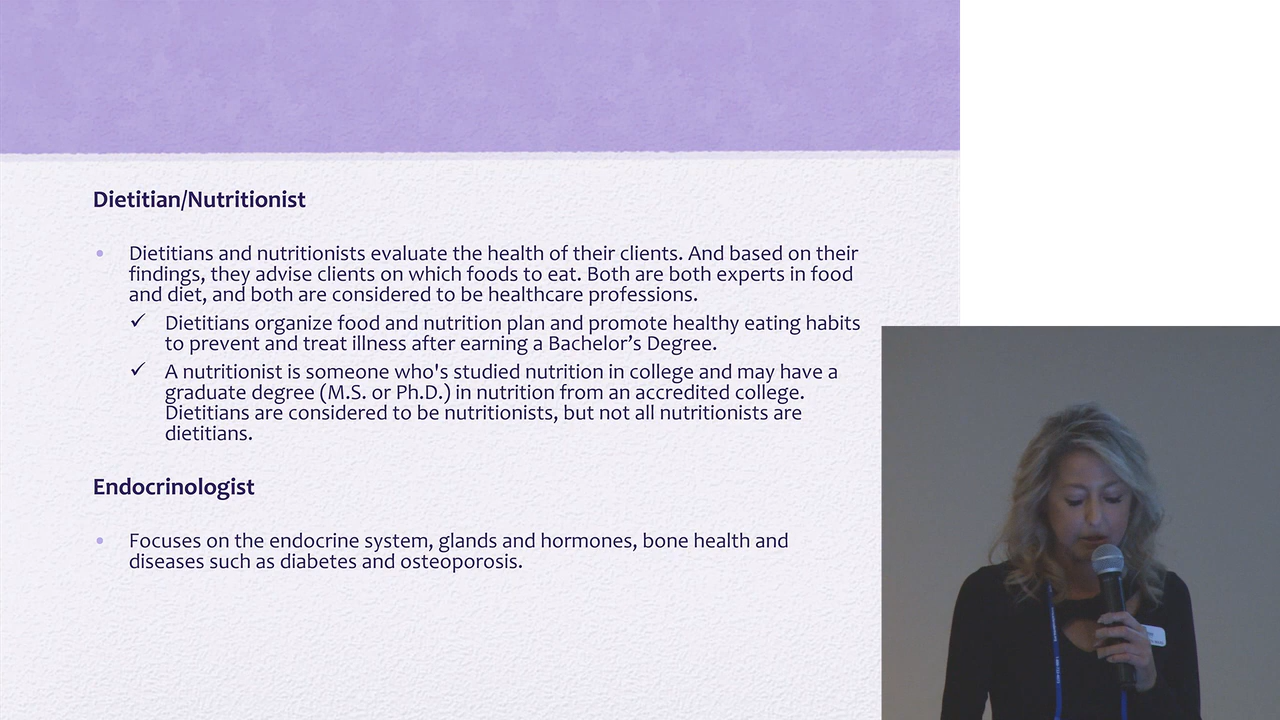 Dietitian/Nutritionist
• Dietitians and nutritionists evaluate the health of their clients. And based on their
findings, they advise clients on which foods to eat. Both are both experts in food
and diet, and both are considered to be healthcare professions.
✓ Dietitians organize food and nutrition plan and promote healthy eating habits
to prevent and treat illness after earning a Bachelor’s Degree.
✓ A nutritionist is someone who's studied nutrition in college and may have a
graduate degree (M.S. or Ph.D.) in nutrition from an accredited college.
Dietitians are considered to be nutritionists, but not all nutritionists are
dietitians.
Endocrinologist
• Focuses on the endocrine system, glands and hormones, bone health and
diseases such as diabetes and osteoporosis.